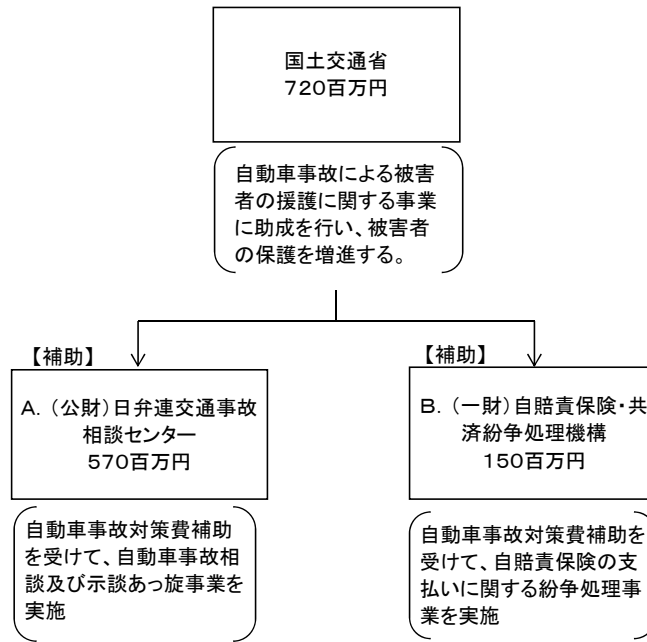 国土交通省
720百万円
自動車事故による被害
者の援護に関する事業
に助成を行い、被害者
の保護を増進する。
【補助】
A．（公財）日弁連交通事故
相談センター
570百万円
自動車事故対策費補助
を受けて、自動車事故相
談及び示談あっ旋事業を
実施
【補助】
B．（一財）自賠責保険・共
済紛争処理機構
150百万円
自動車事故対策費補助を
受けて、自賠責保険の支
払いに関する紛争処理事
業を実施